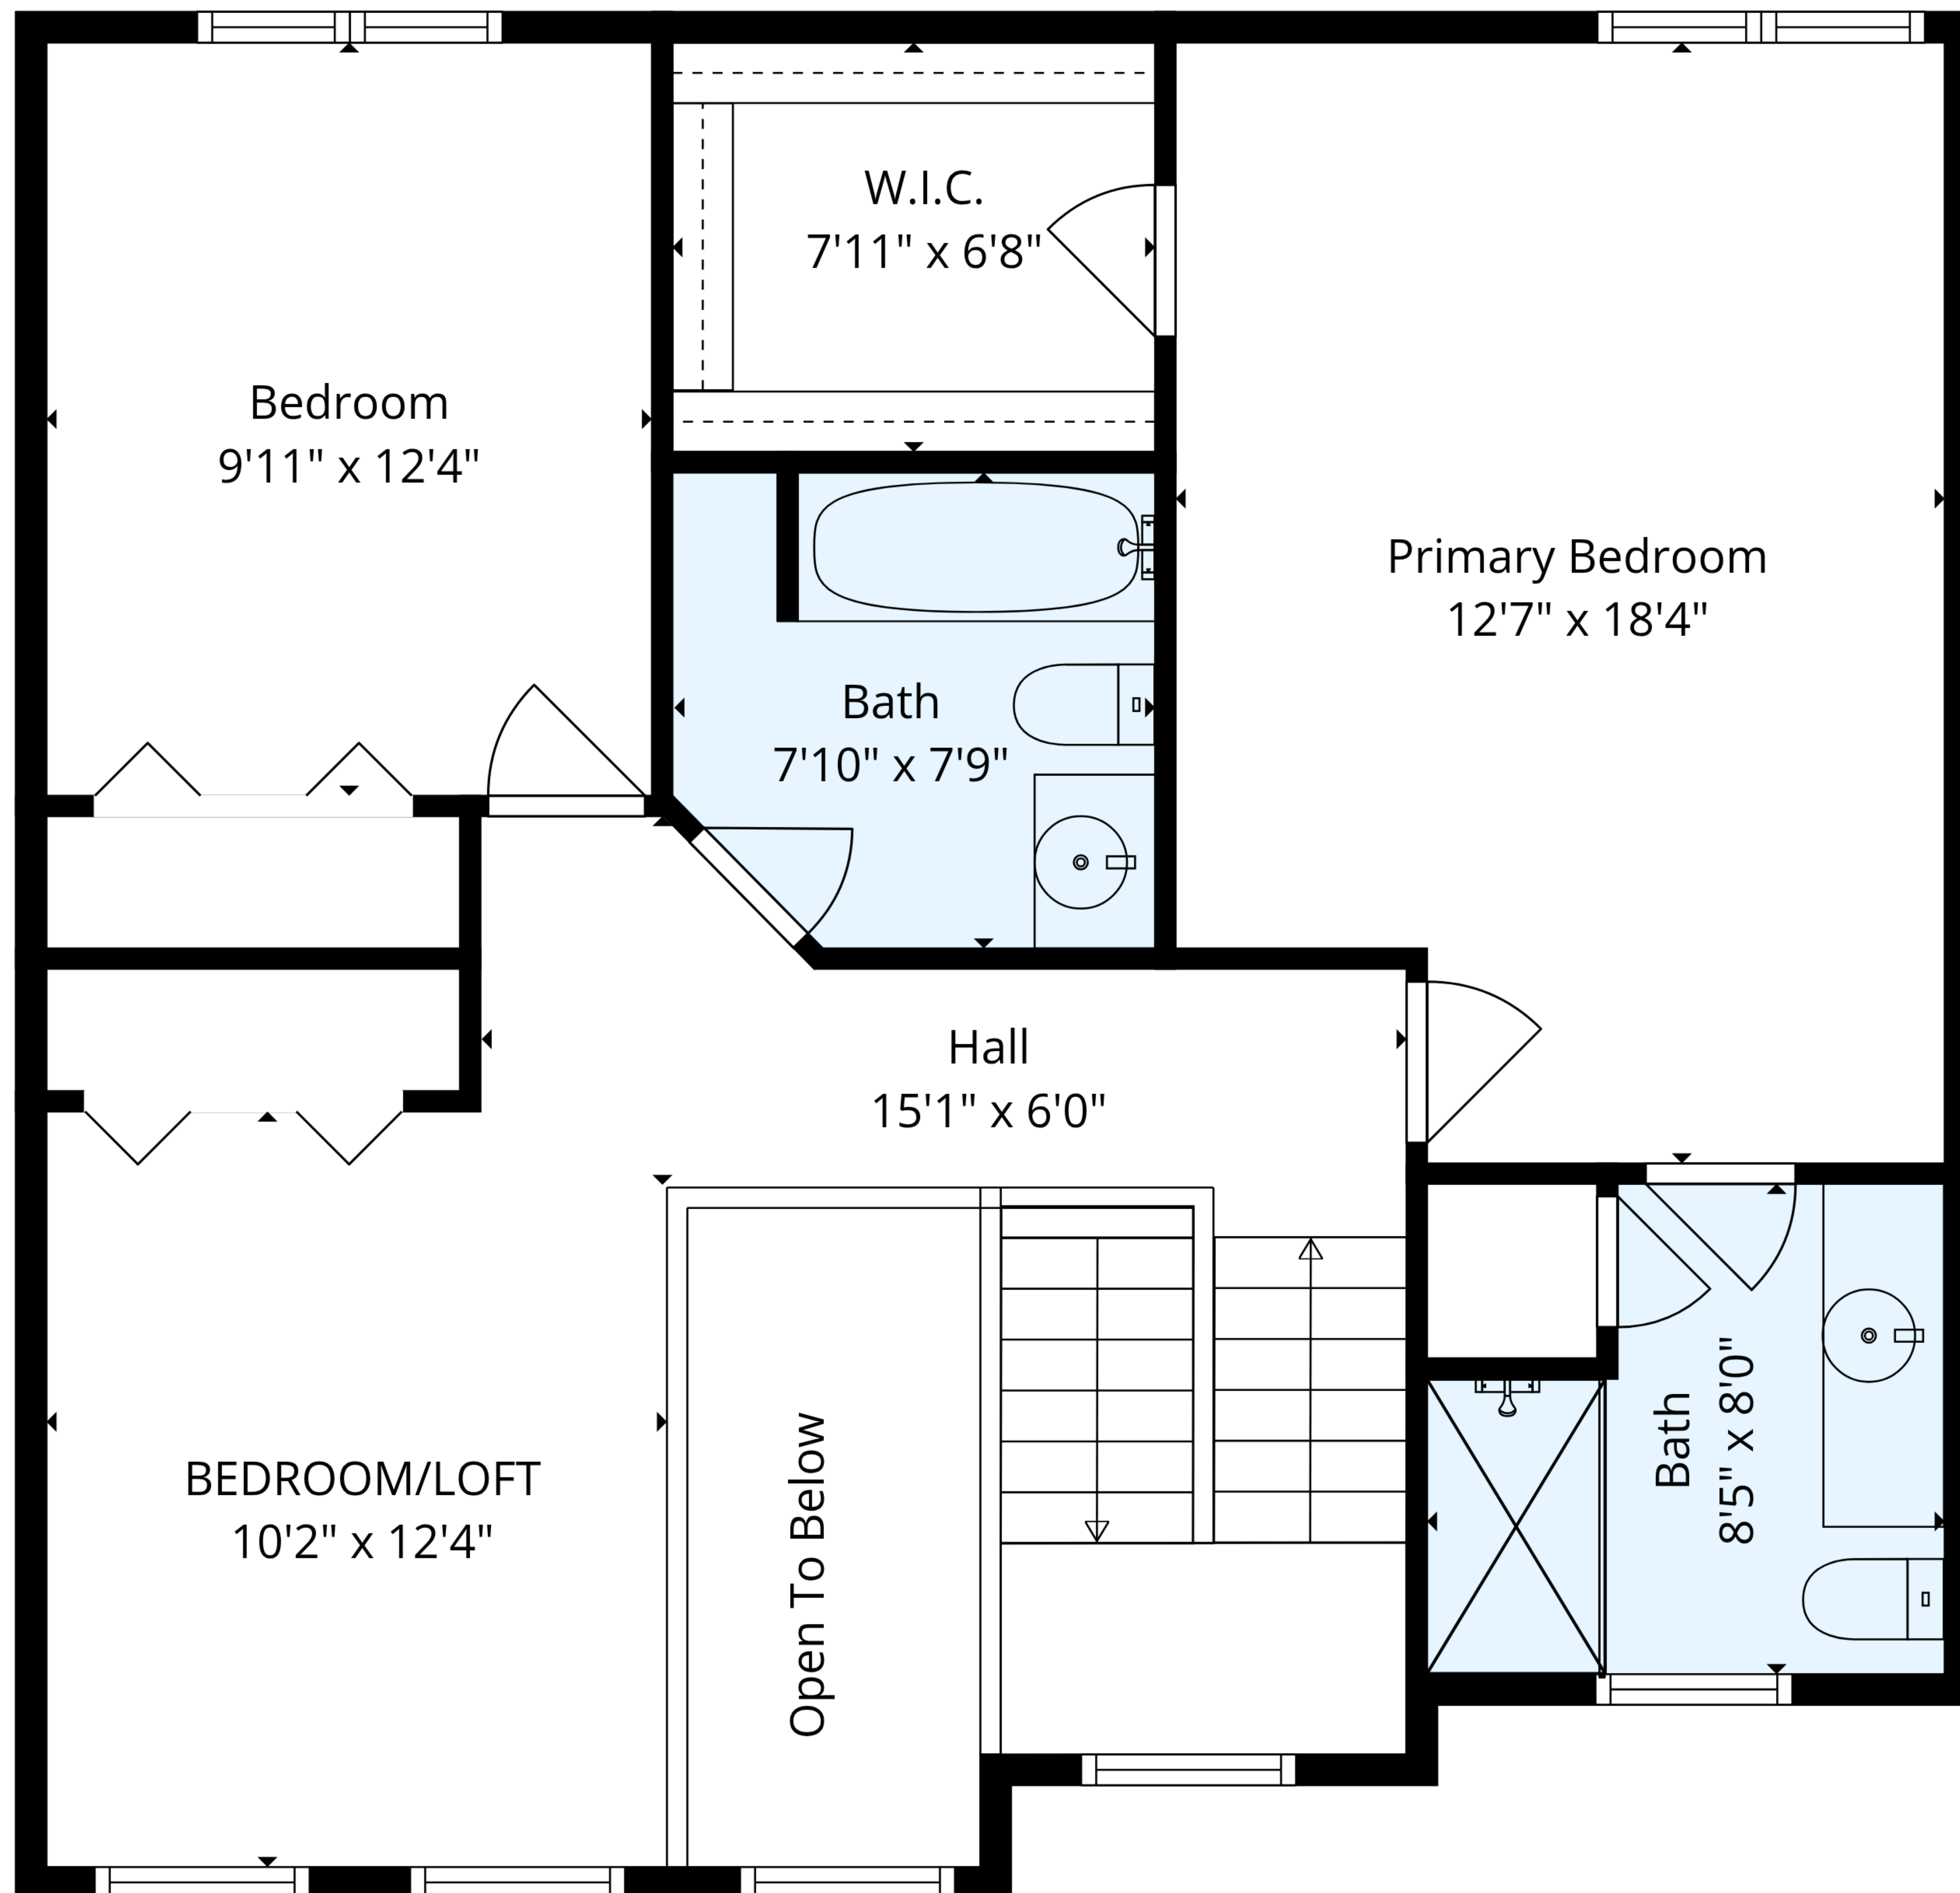 W.I.C.
7'11" x 6'8"
Bedroom
9'11" x 12'4"
Primary Bedroom
12'7" x 18'4"
Bath
7'10" x 7'9"
Hall
15'1" x 6'0"
BEDROOM/LOFT
10'2" x 12'4"
Open To Below
Bath
8'5" x 8'0"